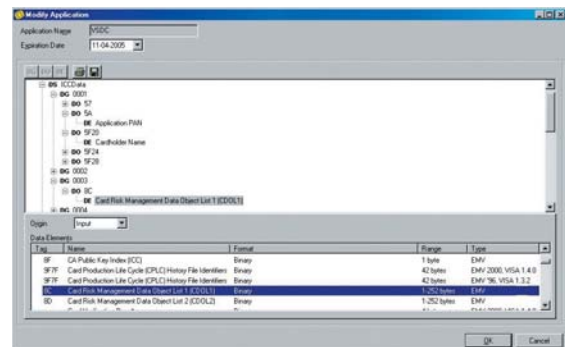 Modify Application
Application Name VSDC
Expiration Date 11-04-2005
DS ICCData
DG 0001
DO 57
DO 5A
DE Application PAN
DO 5F20
DE Cardholder Name
DO 5F24
DO 5F28
DG 0002
DG 0003
DO 8C
DE Card Risk Management Data Object List 1 (CDOL1)
DG 0004
Origin Input
Data Elements
Tag Name Format Range Type
8F CA Public Key Index (ICC) Binary 1 byte EMV
9F7F Card Production Life Cycle (CPLC) History File Identifiers Binary 42 bytes EMV 2000, VISA 1.4.0
9F7F Card Production Life Cycle (CPLC) History File Identifiers Binary 42 bytes EMV '96, VISA 1.3.2
8C Card Risk Management Data Object List 1 (CDOL1) Binary 1-252 bytes EMV
8D Card Risk Management Data Object List 2 (CDOL2) Binary 1-252 bytes EMV
OK Cancel